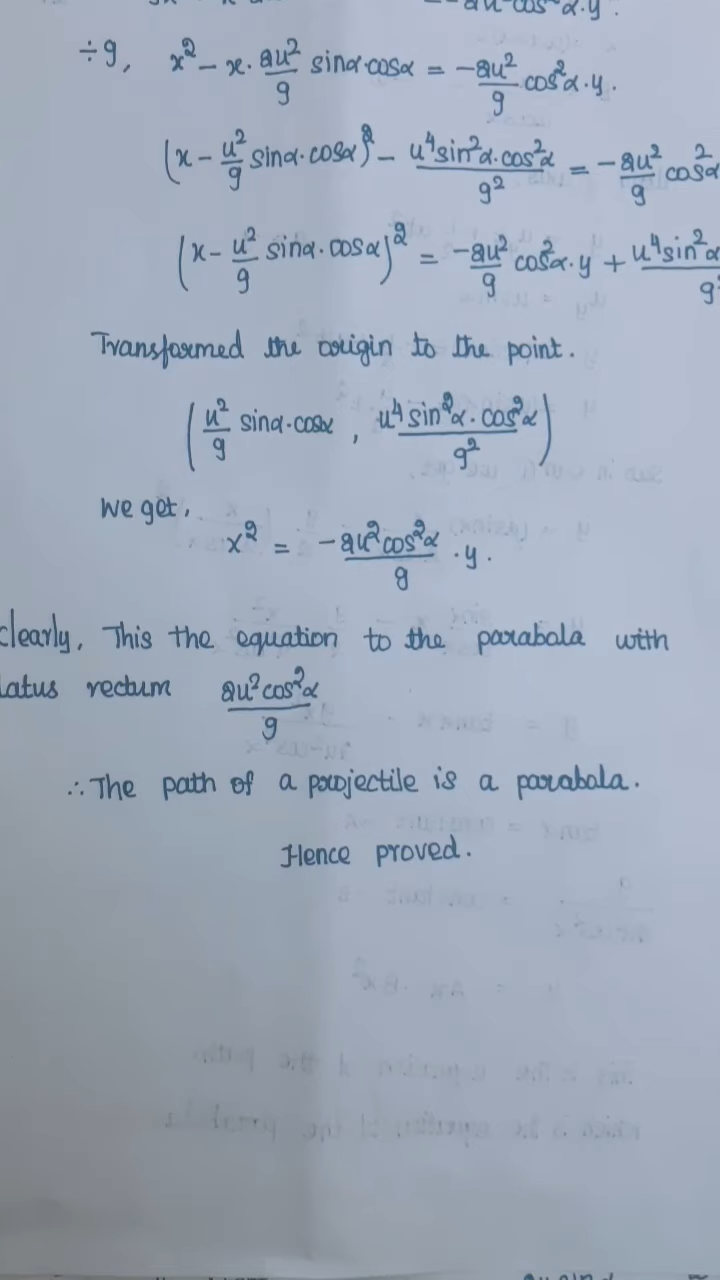 ÷g, x² - x. 2u²/g sinα.cosα = -2u²/g cos²α.y.
(x - u²/g sinα.cosα)² - u⁴sin²α.cos²α/g² = -2u²/g cos²α
(x - u²/g sinα.cosα)² = -2u²/g cos²α.y + u⁴sin²α/g²
Transformed the origin to the point.
(u²/g sinα.cosα, u⁴sin²α.cos²α/g²)
we get,
x² = -2u²cos²α/g .y.
clearly, This the equation to the parabola with
latus rectum 2u²cos²α/g
∴ The path of a projectile is a parabola.
Hence proved.